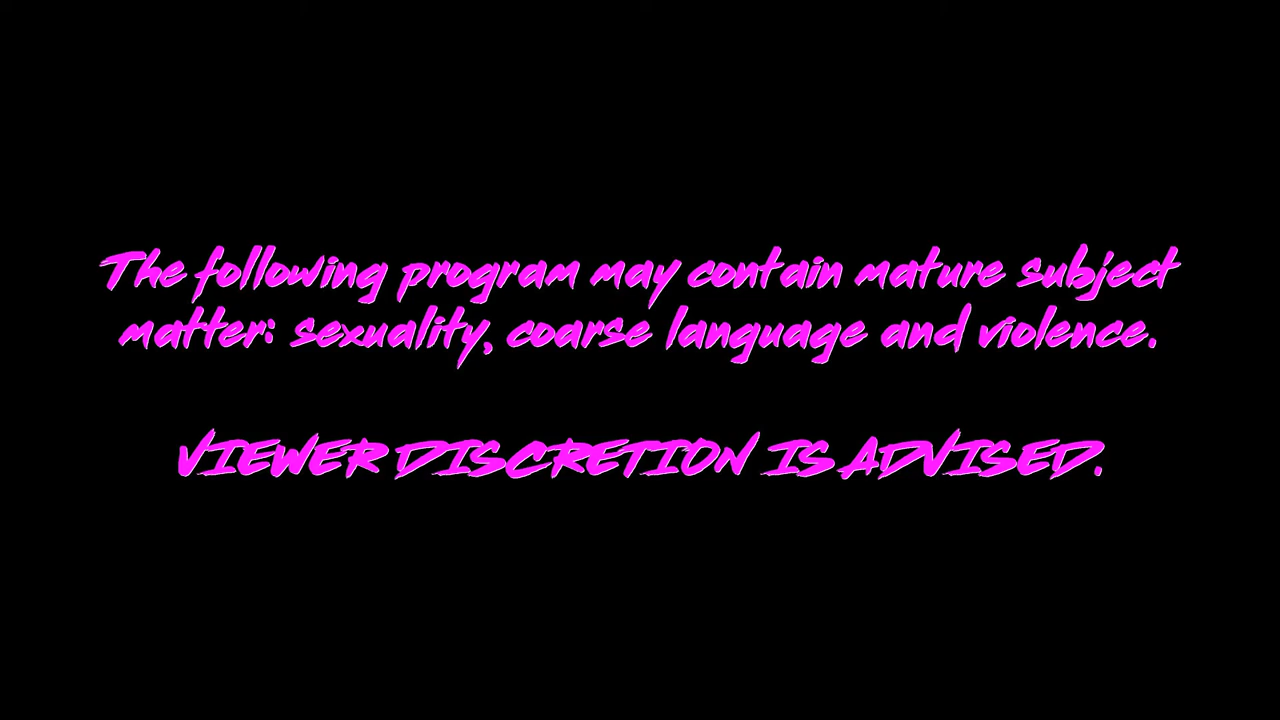 The following program may contain mature subject
matter: sexuality, coarse language and violence.
VIEWER DISCRETION IS ADVISED.